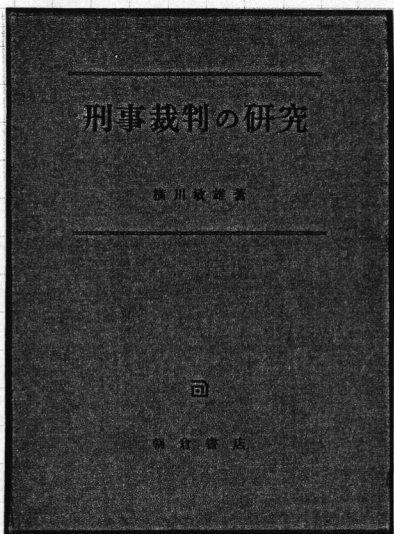 刑事裁判の研究
横川敏雄著
朝倉書店